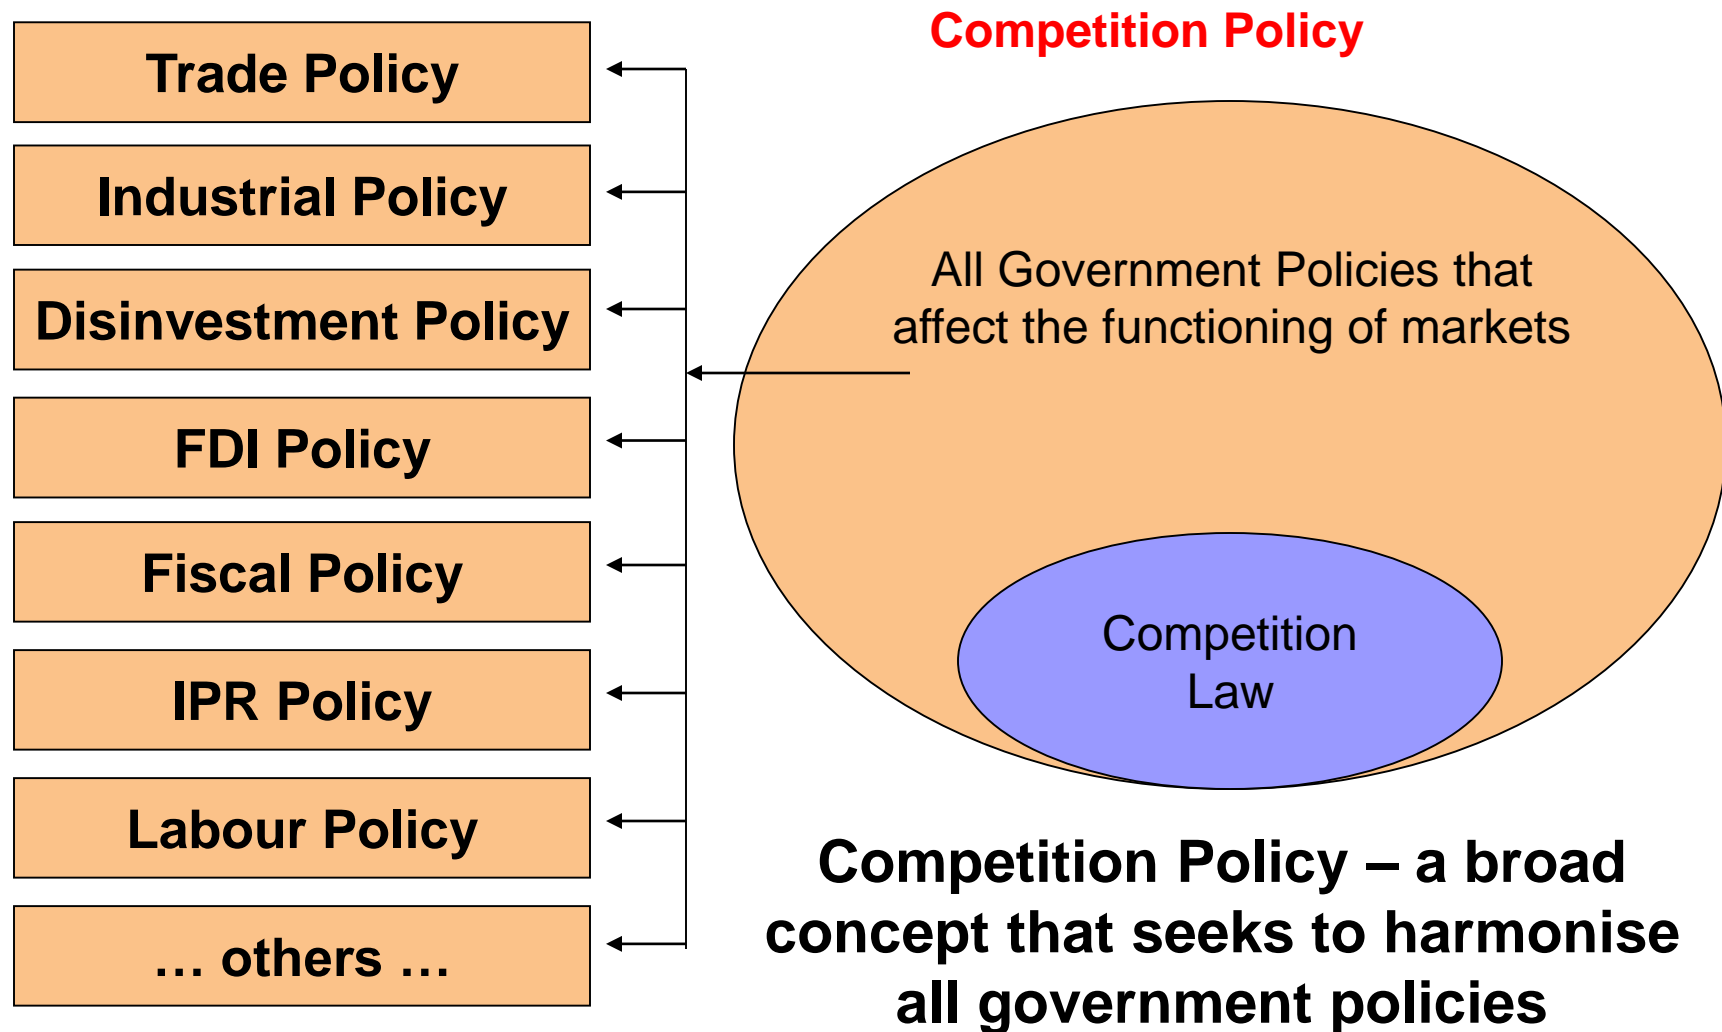 Competition Policy
Trade Policy
Industrial Policy
Disinvestment Policy
FDI Policy
Fiscal Policy
IPR Policy
Labour Policy
… others …
All Government Policies that
affect the functioning of markets
Competition
Law
Competition Policy – a broad
concept that seeks to harmonise
all government policies